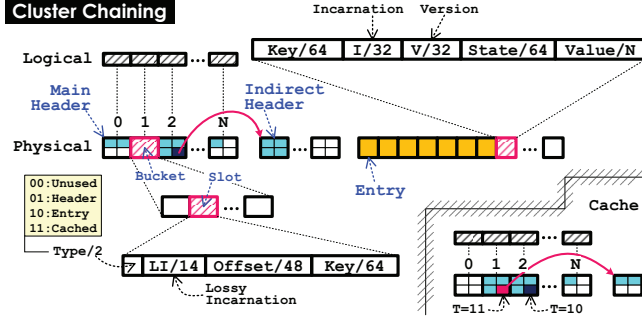 Cluster Chaining
Incarnation Version
Key/64 I/32 V/32 State/64 Value/N
Logical
Main Header
Indirect Header
0 1 2 N
Physical
Bucket Slot
Entry
00:Unused
01:Header
10:Entry
11:Cached
Type/2
LI/14 Offset/48 Key/64
Lossy Incarnation
Cache
0 1 2 N
T=11 T=10